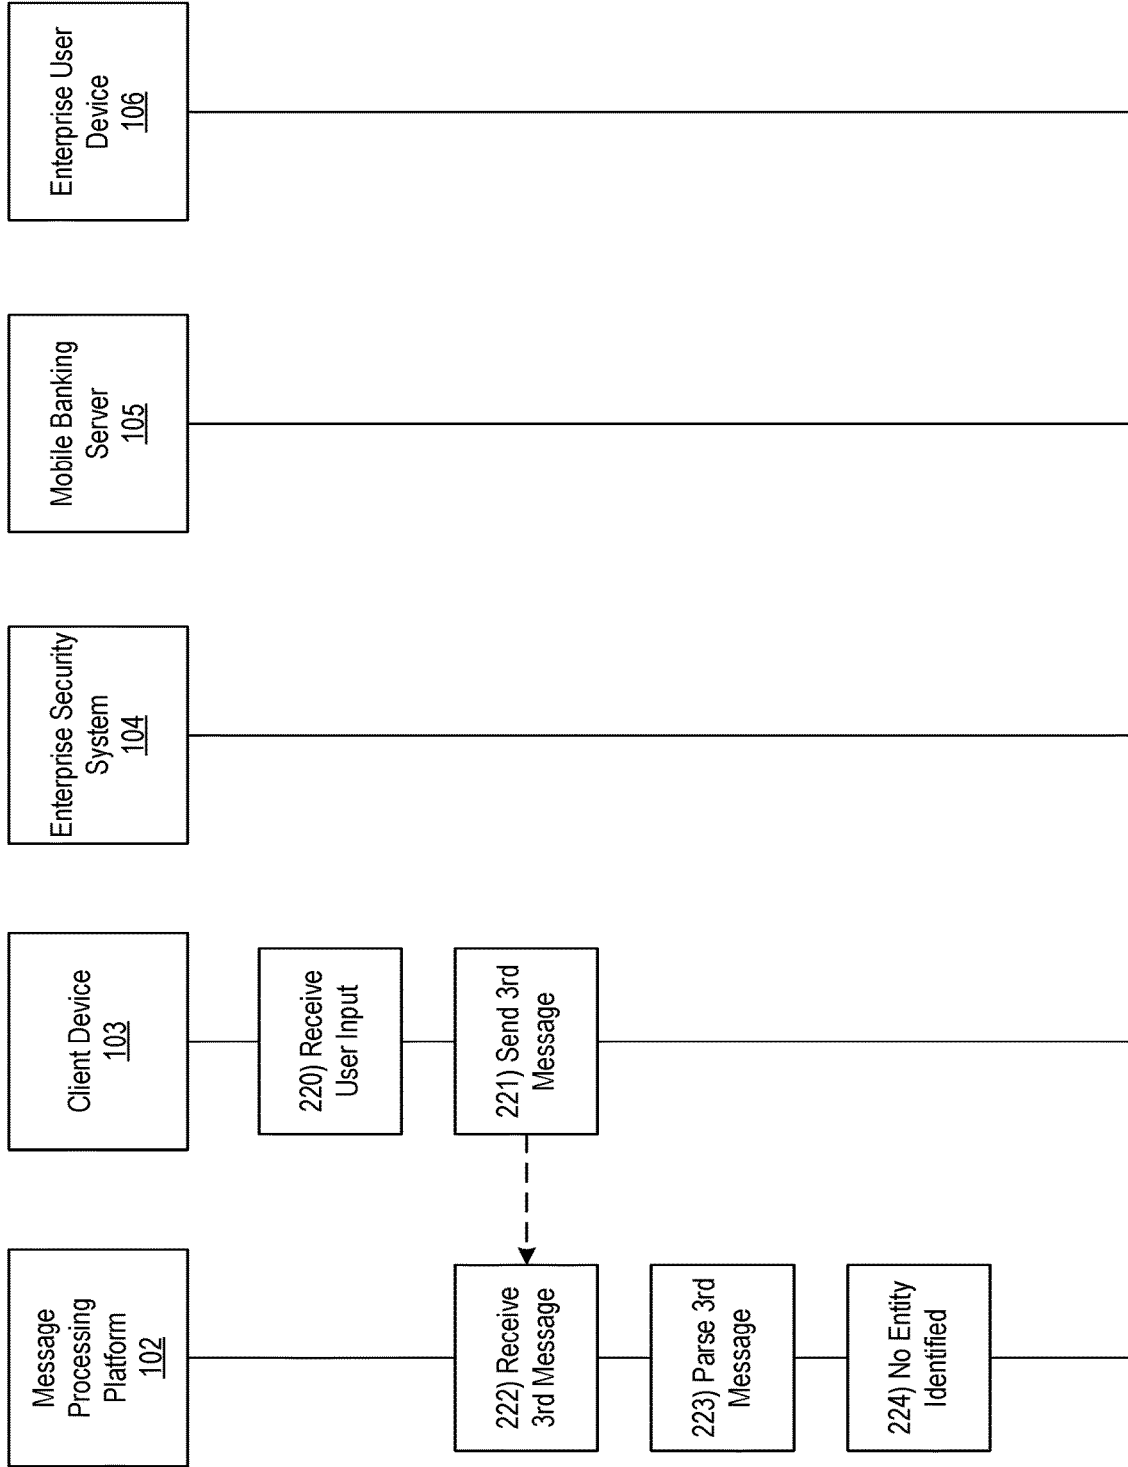 Message
Processing
Platform
102
Client Device
103
Enterprise Security
System
104
Mobile Banking
Server
105
Enterprise User
Device
106
220) Receive
User Input
221) Send 3rd
Message
222) Receive
3rd Message
223) Parse 3rd
Message
224) No Entity
Identified